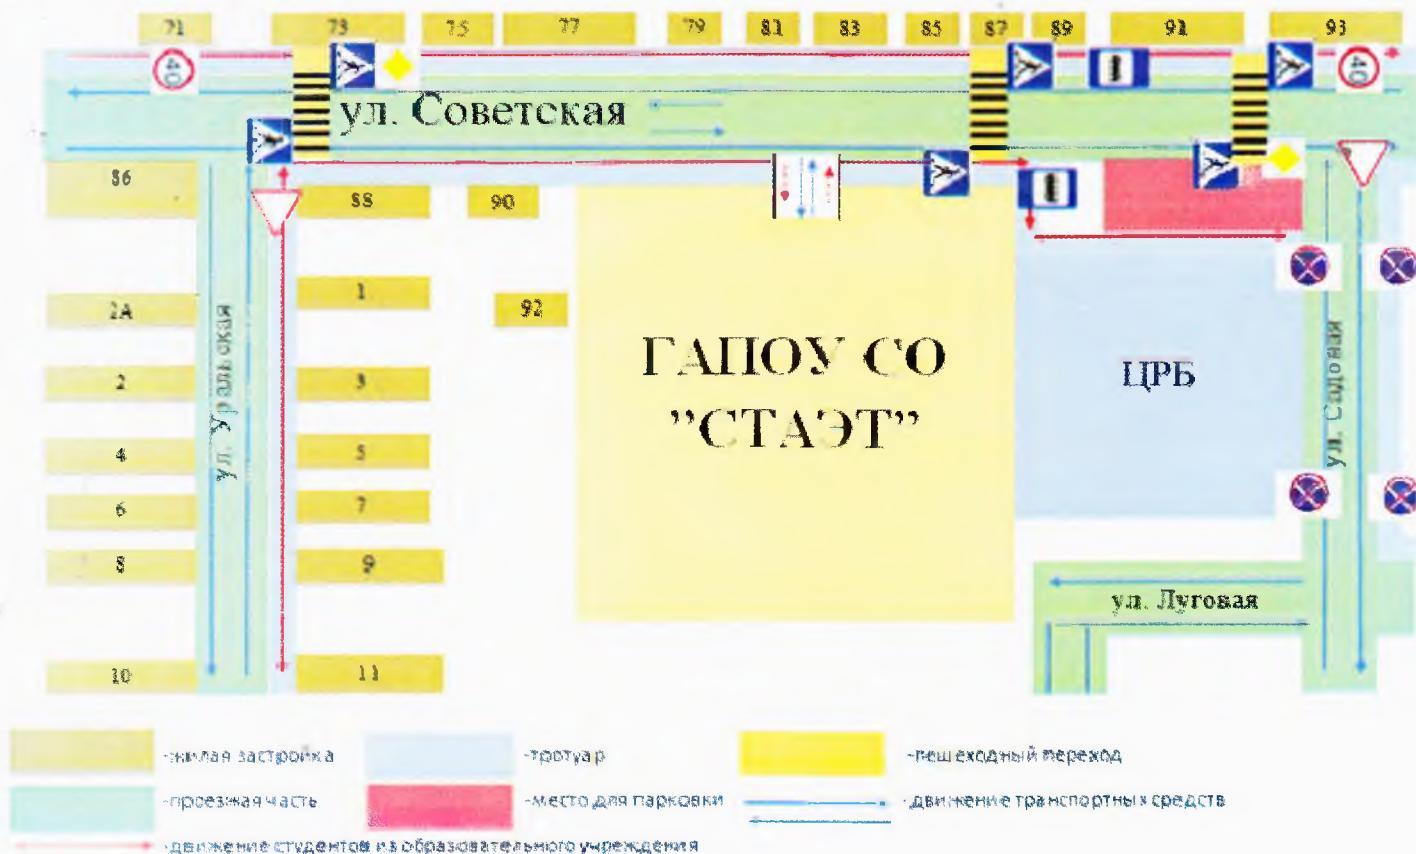 71 73 75 77 79 81 83 85 87 89 91 93
40 40
ул. Советская
86 88 90
1
2А 92
ГАПОУ СО
"СТАЭТ"
ЦРБ
ул. Уральская
ул. Садовая
2 3
4 5
6 7
8 9
ул. Луговая
10 11
-жилая застройка -тротуар -пешеходный переход
-проезжая часть -место для парковки -движение транспортных средств
-движение студентов из образовательного учреждения